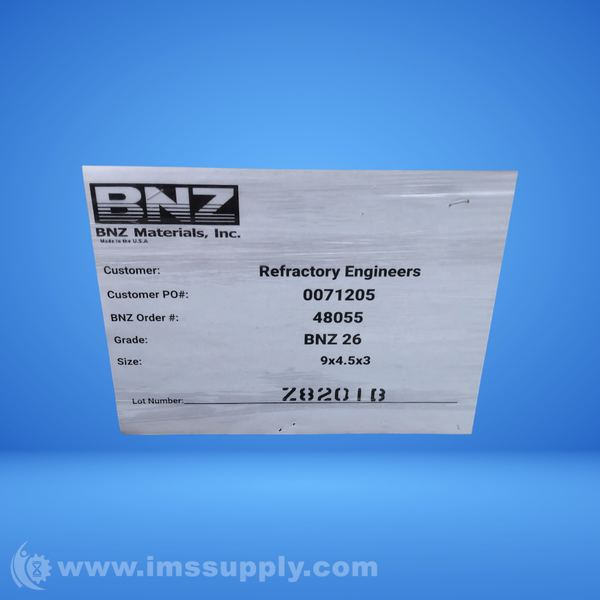 BNZ
BNZ Materials, Inc.
Made in the U.S.A
Customer: Refractory Engineers
Customer PO#: 0071205
BNZ Order #: 48055
Grade: BNZ 26
Size: 9x4.5x3
Lot Number: Z8201B
www.imssupply.com